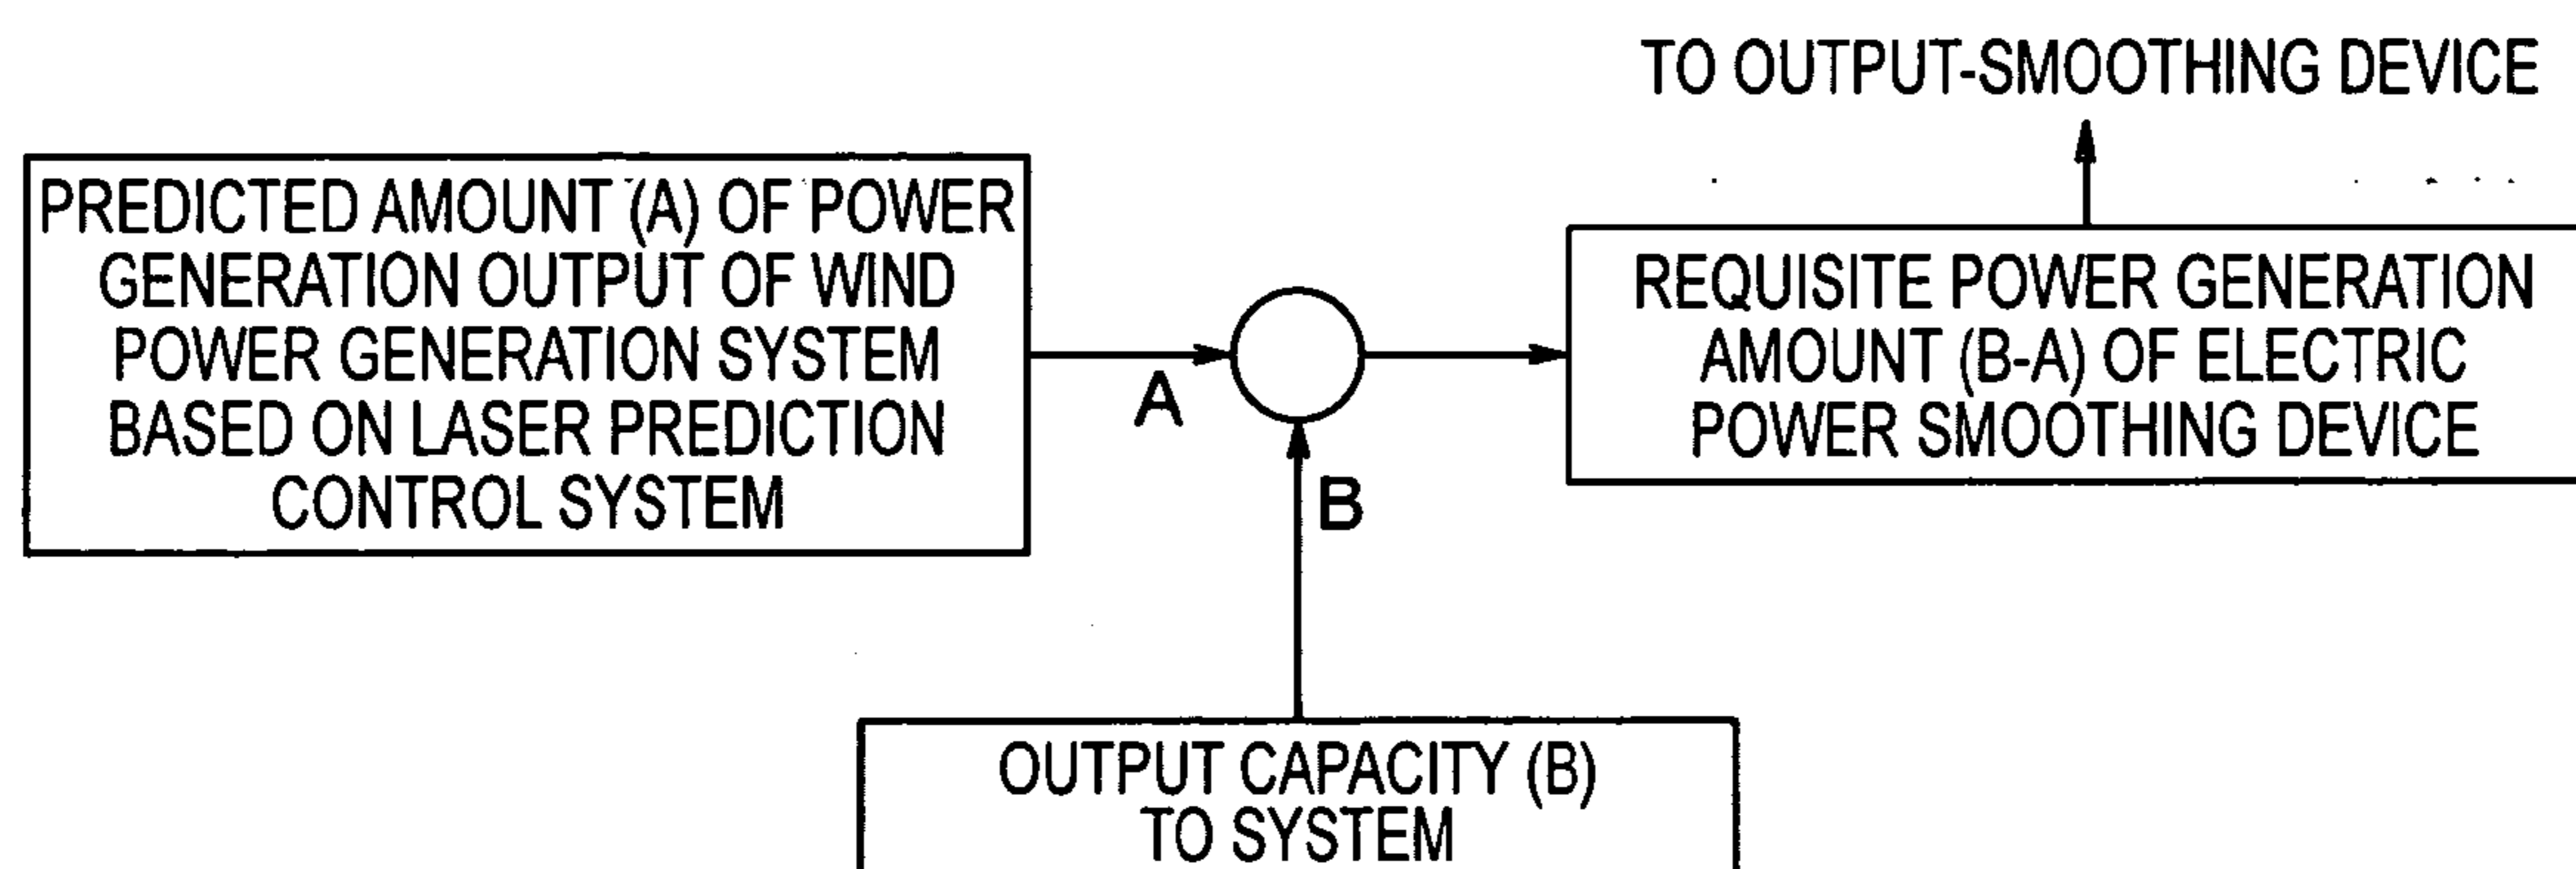 TO OUTPUT-SMOOTHING DEVICE
PREDICTED AMOUNT (A) OF POWER
GENERATION OUTPUT OF WIND
POWER GENERATION SYSTEM
BASED ON LASER PREDICTION
CONTROL SYSTEM
A
B
REQUISITE POWER GENERATION
AMOUNT (B-A) OF ELECTRIC
POWER SMOOTHING DEVICE
OUTPUT CAPACITY (B)
TO SYSTEM